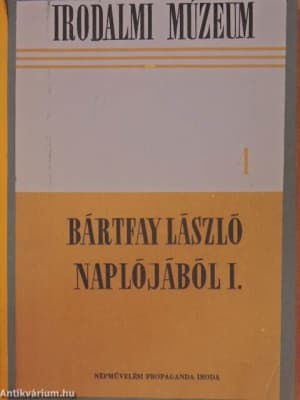 IRODALMI MÚZEUM
1
BÁRTFAY LÁSZLÓ
NAPLÓJÁBÓL I.
NÉPMŰVELÉSI PROPAGANDA IRODA
Antikvárium.hu